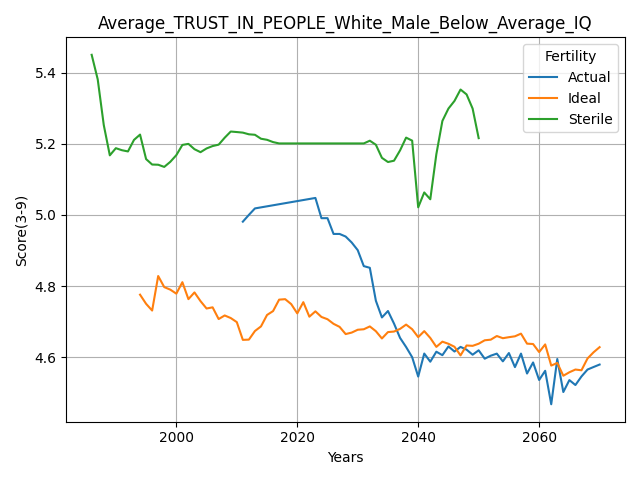 Average_TRUST_IN_PEOPLE_White_Male_Below_Average_IQ
Fertility
Actual
Ideal
Sterile
Score(3-9)
5.4
5.2
5.0
4.8
4.6
2000 2020 2040 2060
Years